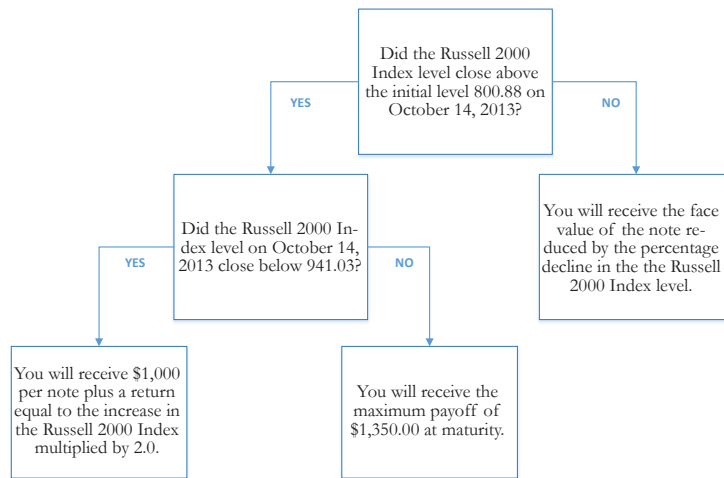 Did the Russell 2000
Index level close above
the initial level 800.88 on
October 14, 2013?
YES
NO
Did the Russell 2000 In-
dex level on October 14,
2013 close below 941.03?
You will receive the face
value of the note re-
duced by the percentage
decline in the the Russell
2000 Index level.
YES
NO
You will receive $1,000
per note plus a return
equal to the increase in
the Russell 2000 Index
multiplied by 2.0.
You will receive the
maximum payoff of
$1,350.00 at maturity.